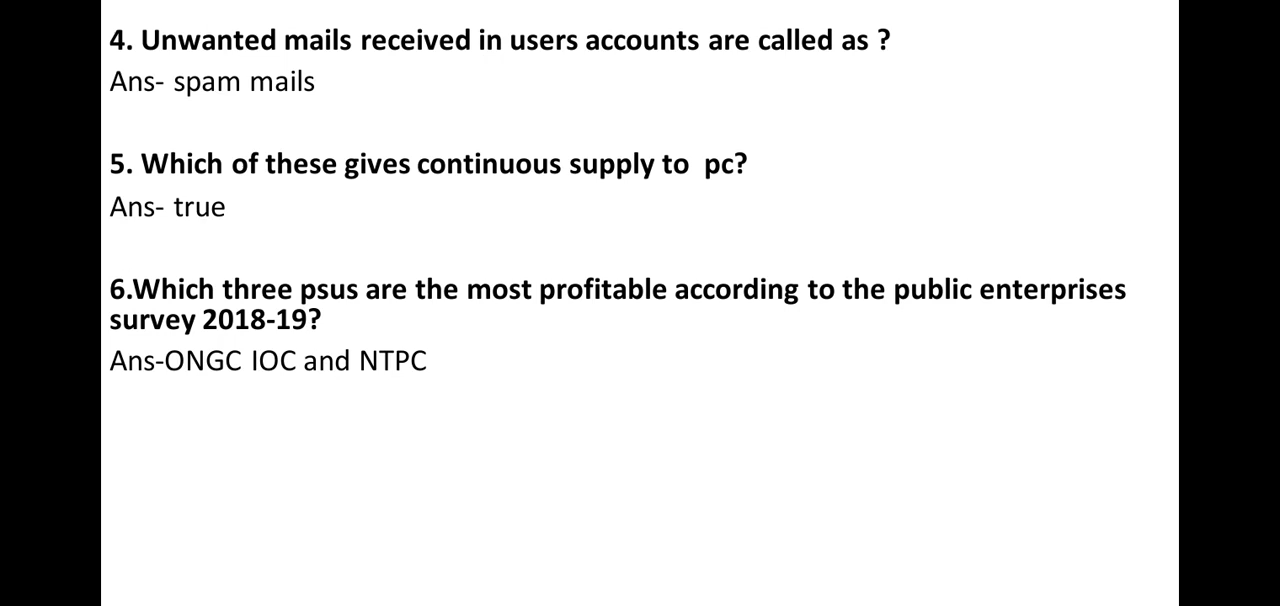 4. Unwanted mails received in users accounts are called as ?
Ans- spam mails
5. Which of these gives continuous supply to  pc?
Ans- true
6.Which three psus are the most profitable according to the public enterprises
survey 2018-19?
Ans-ONGC IOC and NTPC